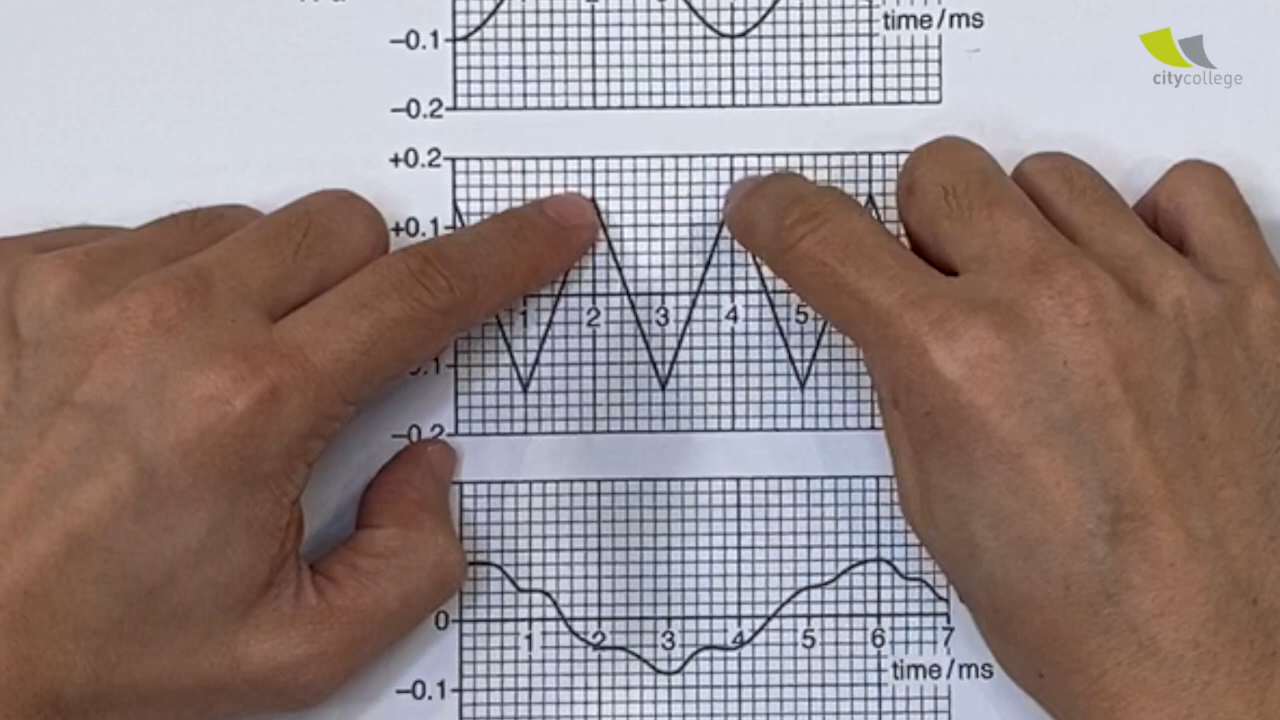 time/ms
−0.1
−0.2
citycollege
+0.2
+0.1
1 2 3 4 5
−0.2
0
1 2 3 4 5 6 7
time/ms
−0.1